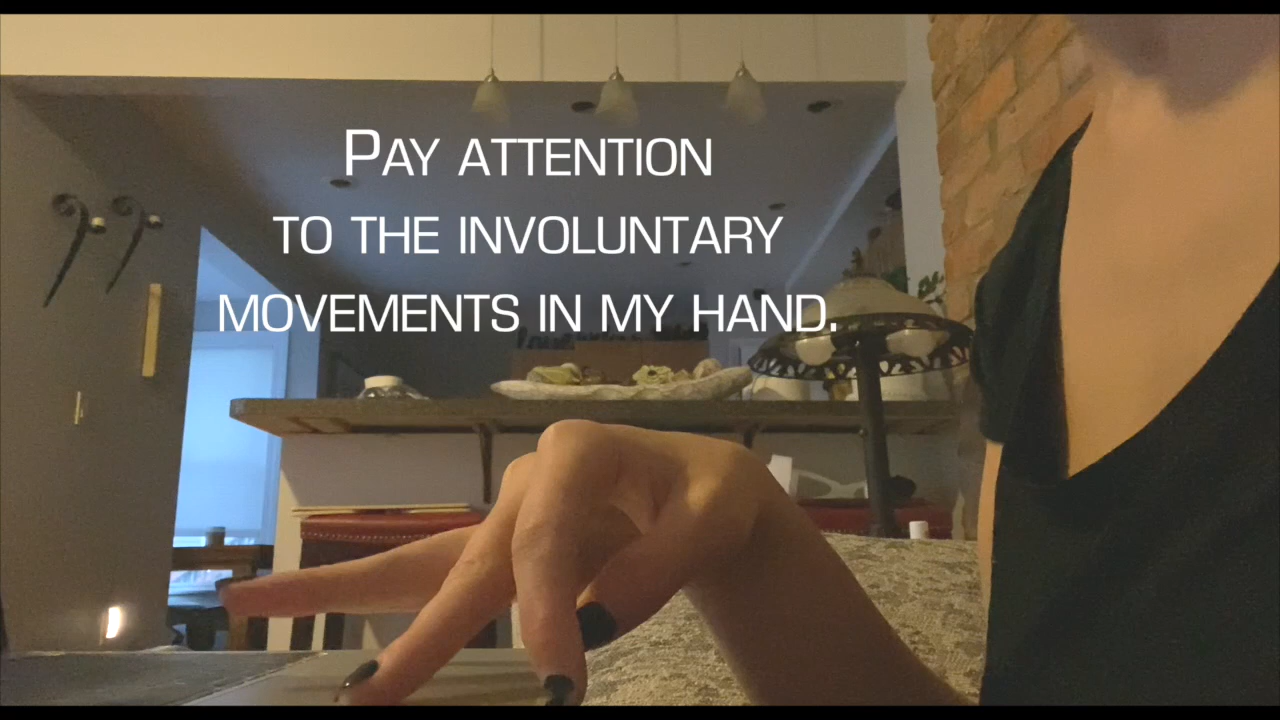 Pay attention
to the involuntary
movements in my hand.